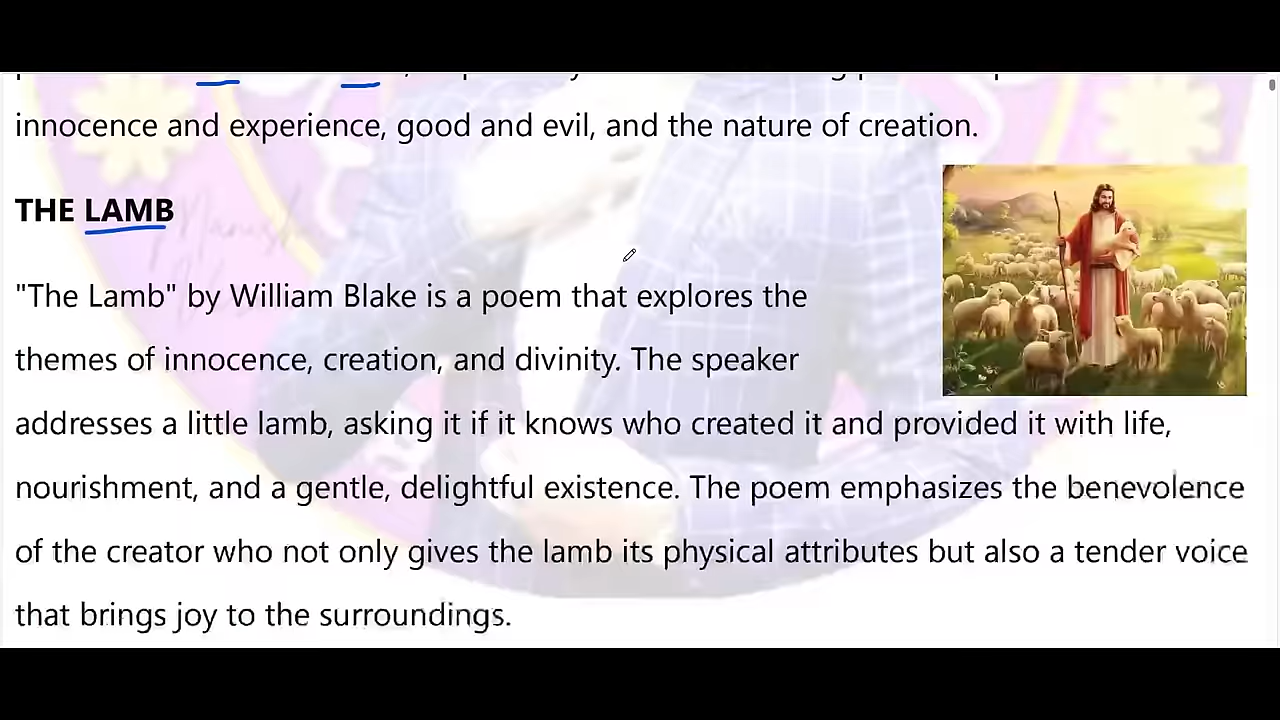 innocence and experience, good and evil, and the nature of creation.
THE LAMB
"The Lamb" by William Blake is a poem that explores the
themes of innocence, creation, and divinity. The speaker
addresses a little lamb, asking it if it knows who created it and provided it with life,
nourishment, and a gentle, delightful existence. The poem emphasizes the benevolence
of the creator who not only gives the lamb its physical attributes but also a tender voice
that brings joy to the surroundings.